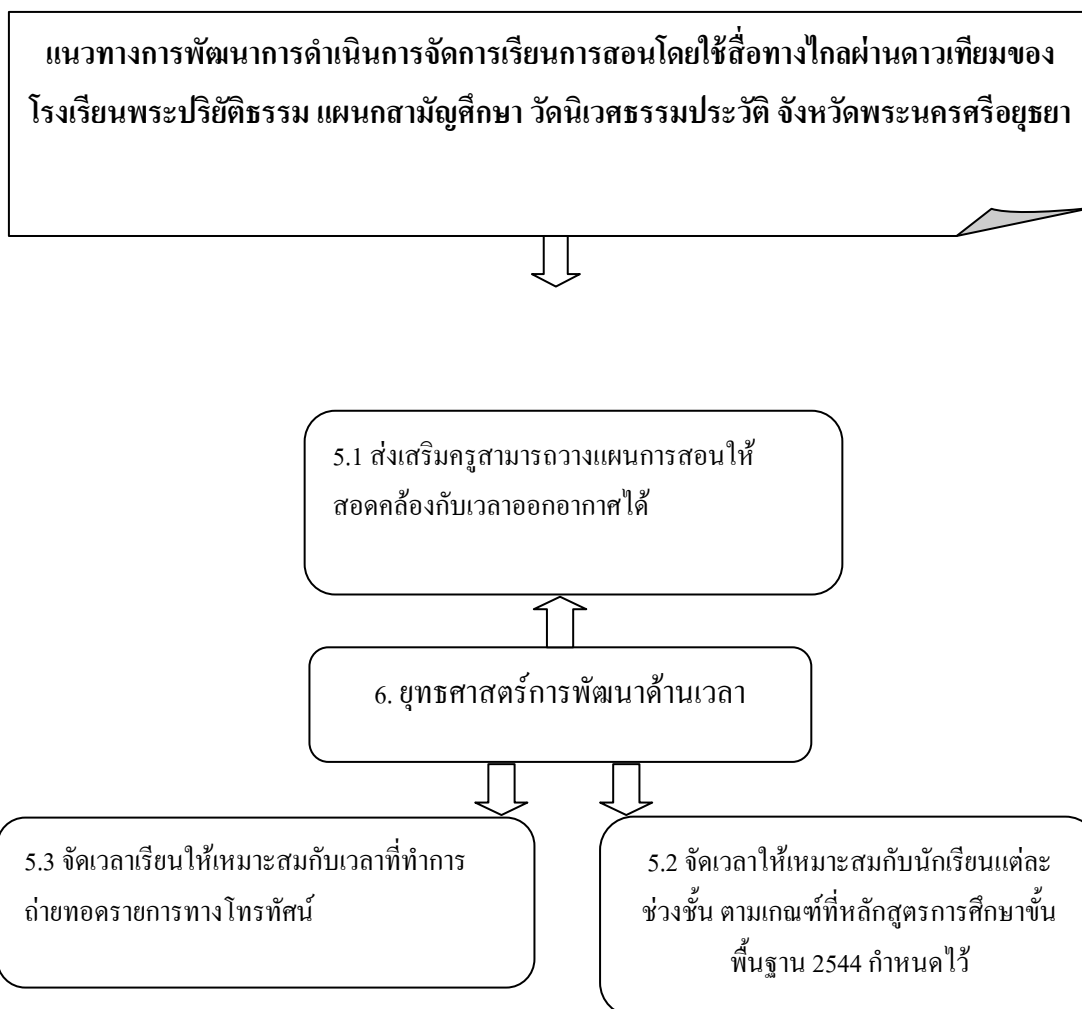 แนวทางการพัฒนาการดำเนินการจัดการเรียนการสอนโดยใช้สื่อทางไกลผ่านดาวเทียมของ
โรงเรียนพระปริยัติธรรม แผนกสามัญศึกษา วัดนิเวศธรรมประวัติ จังหวัดพระนครศรีอยุธยา
5.1 ส่งเสริมครูสามารถวางแผนการสอนให้
สอดคล้องกับเวลาออกอากาศได้
6. ยุทธศาสตร์การพัฒนาด้านเวลา
5.3 จัดเวลาเรียนให้เหมาะสมกับเวลาที่ทำการ
ถ่ายทอดรายการทางโทรทัศน์
5.2 จัดเวลาให้เหมาะสมกับนักเรียนแต่ละ
ช่วงชั้น ตามเกณฑ์ที่หลักสูตรการศึกษาขั้น
พื้นฐาน 2544 กำหนดไว้